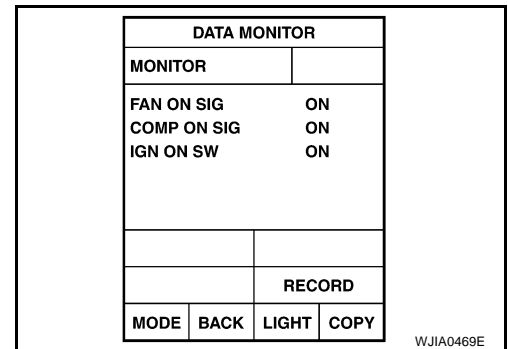 DATA MONITOR
MONITOR
FAN ON SIG ON
COMP ON SIG ON
IGN ON SW ON
RECORD
MODE BACK LIGHT COPY
WJIA0469E